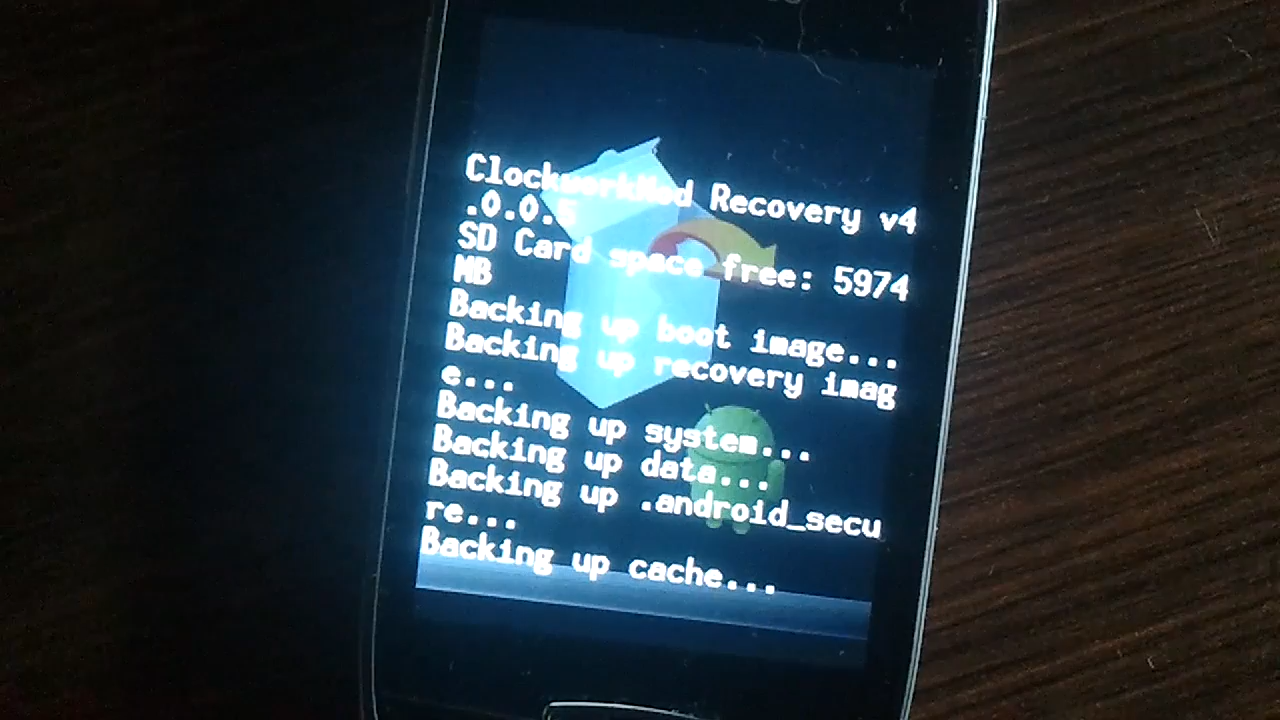 ClockworkMod Recovery v4
.0.0.5
SD Card space free: 5974
MB
Backing up boot image...
Backing up recovery imag
e...
Backing up system...
Backing up data...
Backing up .android_secu
re...
Backing up cache...